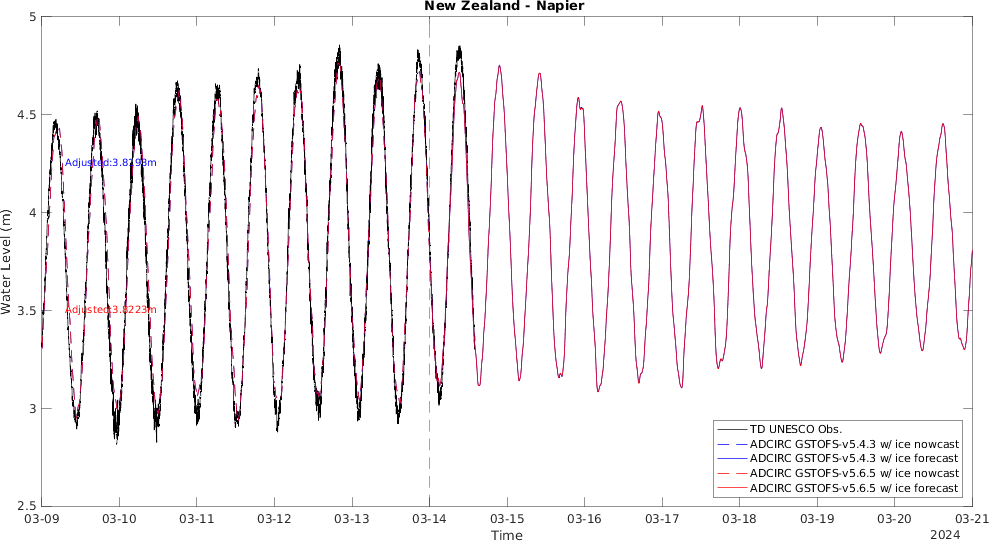 New Zealand - Napier
5
4.5
4
3.5
3
2.5
Water Level (m)
Adjusted:3.8193m
Adjusted:3.8223m
TD UNESCO Obs.
ADCIRC GSTOFS-v5.4.3 w/ ice nowcast
ADCIRC GSTOFS-v5.4.3 w/ ice forecast
ADCIRC GSTOFS-v5.6.5 w/ ice nowcast
ADCIRC GSTOFS-v5.6.5 w/ ice forecast
03-09 03-10 03-11 03-12 03-13 03-14 03-15 03-16 03-17 03-18 03-19 03-20 03-21
Time
2024